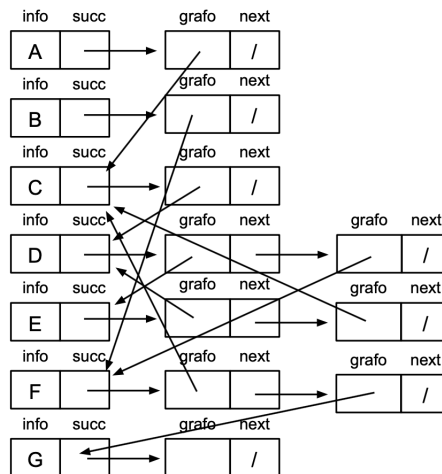 info succ grafo next
A /
info succ grafo next
B /
info succ grafo next
C /
info succ grafo next grafo next
D /
info succ grafo next grafo next
E /
info succ grafo next grafo next
F /
info succ grafo next
G /